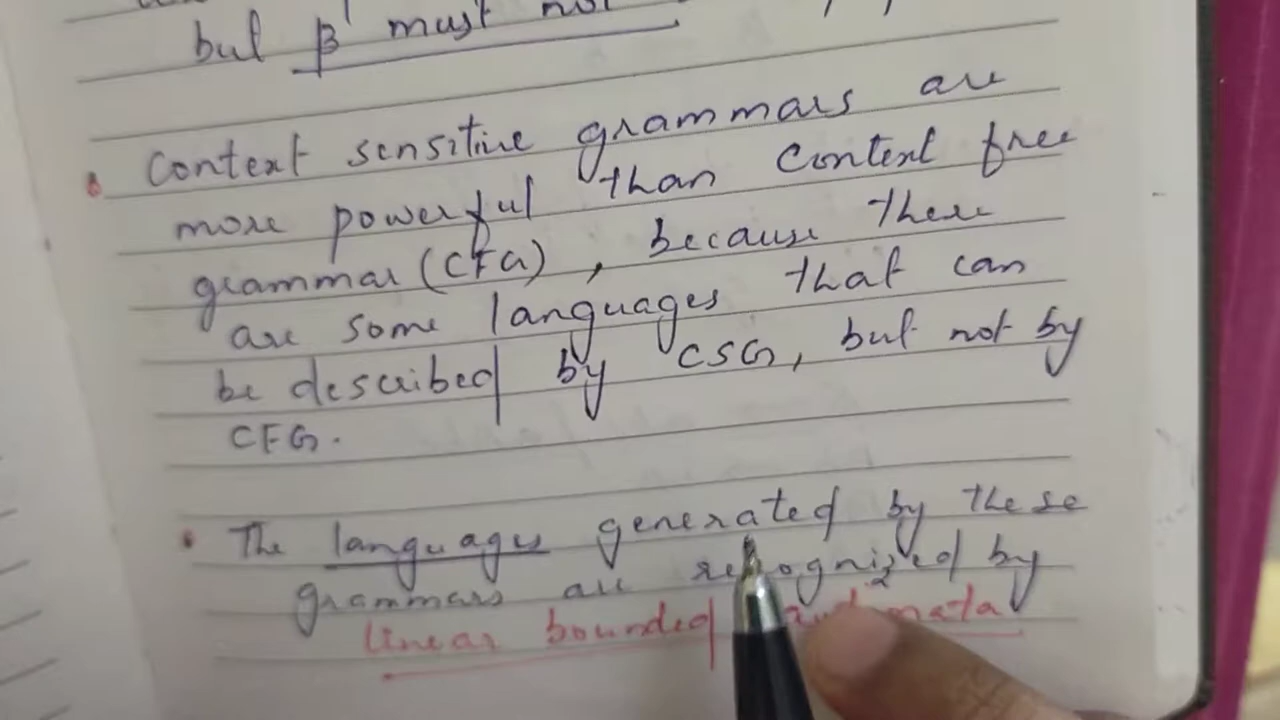 but β must not
Context sensitive grammars are
more powerful than Context free
grammar (CFG), because there
are some languages that can
be described by CSG, but not by
CFG.
The languages generated by these
grammars are recognized by
linear bounded automata